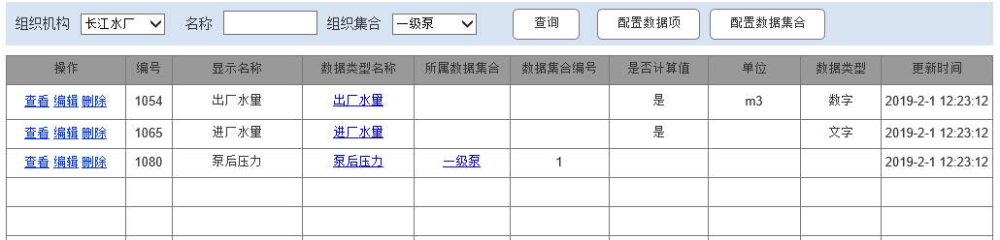 组织机构 长江水厂 名称 组织集合 一级泵 查询 配置数据项 配置数据集合
操作 编号 显示名称 数据类型名称 所属数据集合 数据集合编号 是否计算值 单位 数据类型 更新时间
查看 编辑 删除 1054 出厂水量 出厂水量 是 m3 数字 2019-2-1 12:23:12
查看 编辑 删除 1065 进厂水量 进厂水量 是 文字 2019-2-1 12:23:12
查看 编辑 删除 1080 泵后压力 泵后压力 一级泵 1 2019-2-1 12:23:12